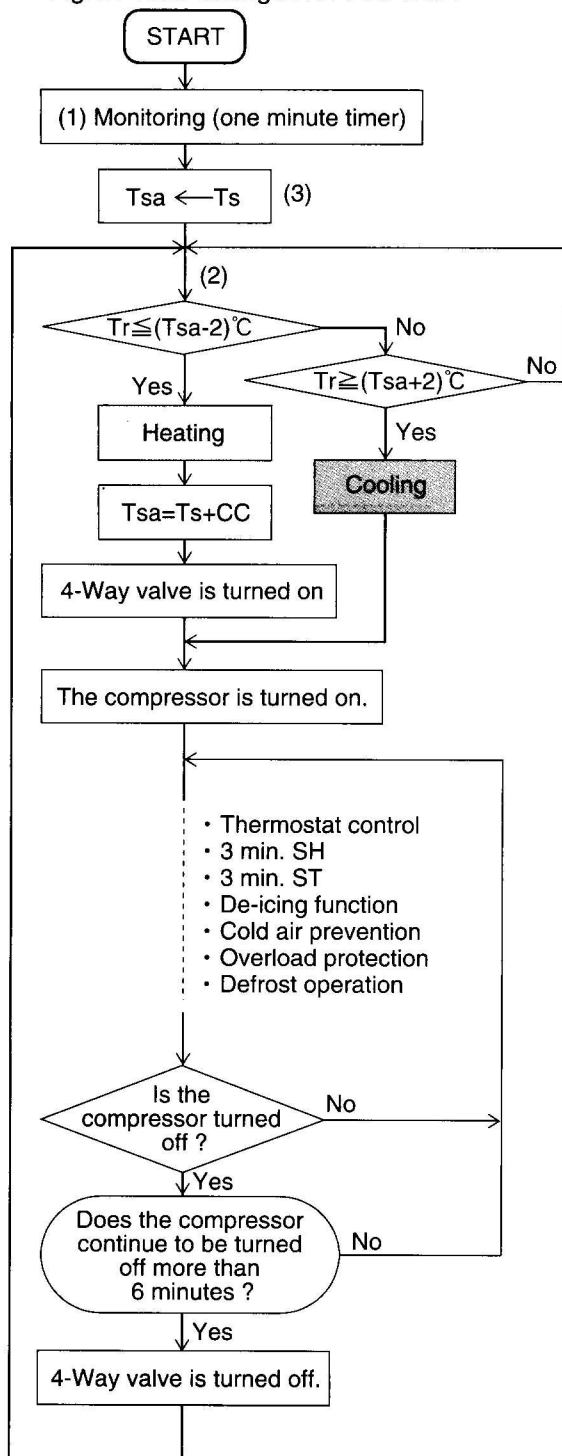 START
(1) Monitoring (one minute timer)
Tsa ← Ts (3)
(2)
Tr≦(Tsa-2)℃
No
Tr≧(Tsa+2)℃
No
Yes
Yes
Heating
Cooling
Tsa=Ts+CC
4-Way valve is turned on
The compressor is turned on.
・Thermostat control
・3 min. SH
・3 min. ST
・De-icing function
・Cold air prevention
・Overload protection
・Defrost operation
Is the
compressor turned
off ?
No
Yes
Does the compressor
continue to be turned
off more than
6 minutes ?
No
Yes
4-Way valve is turned off.